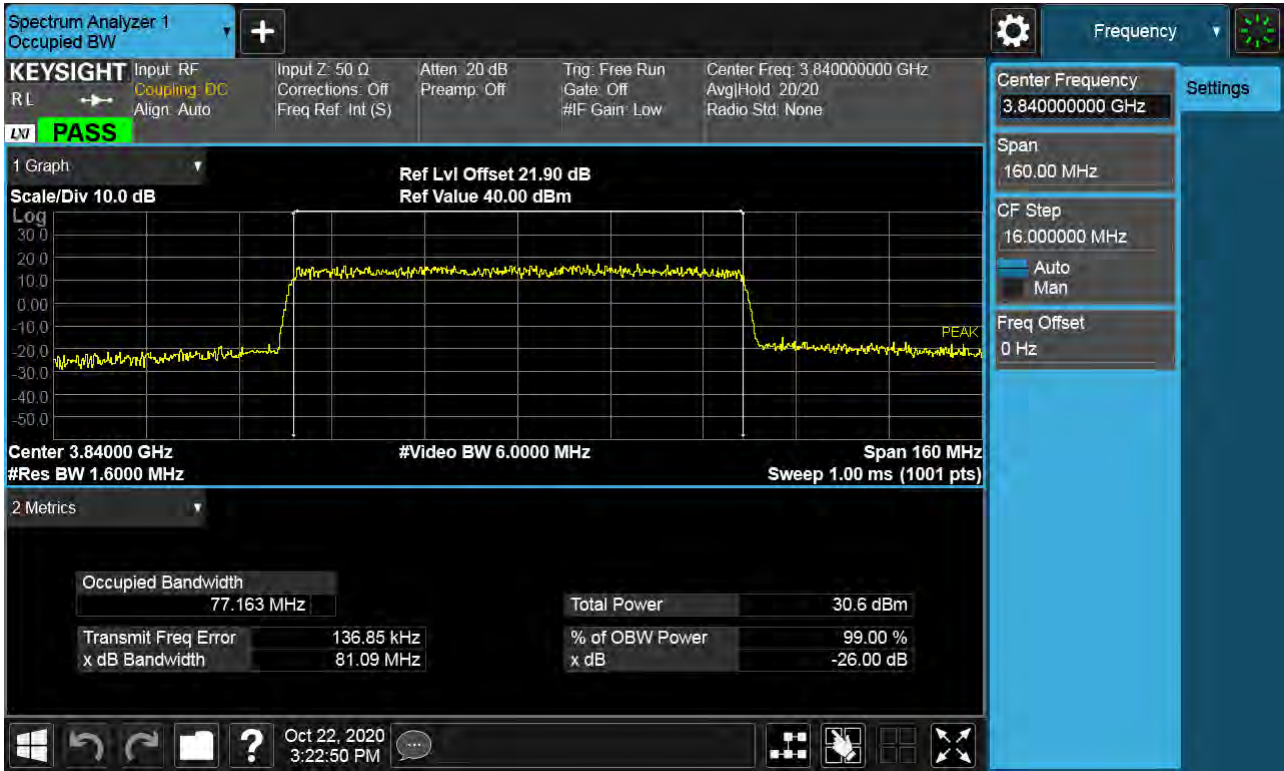 Spectrum Analyzer 1
Occupied BW
+
Frequency
KEYSIGHT
RL
LXI
PASS
Input: RF
Coupling: DC
Align: Auto
Input Z: 50 Ω
Corrections: Off
Freq Ref: Int (S)
Atten: 20 dB
Preamp: Off
Trig: Free Run
Gate: Off
#IF Gain: Low
Center Freq: 3.840000000 GHz
Avg|Hold: 20/20
Radio Std: None
Center Frequency
3.840000000 GHz
Settings
Span
160.00 MHz
CF Step
16.000000 MHz
Auto
Man
Freq Offset
0 Hz
1 Graph
Scale/Div 10.0 dB
Ref Lvl Offset 21.90 dB
Ref Value 40.00 dBm
Log
30.0
20.0
10.0
0.00
-10.0
-20.0
-30.0
-40.0
-50.0
PEAK
Center 3.84000 GHz
#Video BW 6.0000 MHz
Span 160 MHz
#Res BW 1.6000 MHz
Sweep 1.00 ms (1001 pts)
2 Metrics
Occupied Bandwidth
77.163 MHz
Total Power 30.6 dBm
Transmit Freq Error 136.85 kHz
% of OBW Power 99.00 %
x dB Bandwidth 81.09 MHz
x dB -26.00 dB
?
Oct 22, 2020
3:22:50 PM